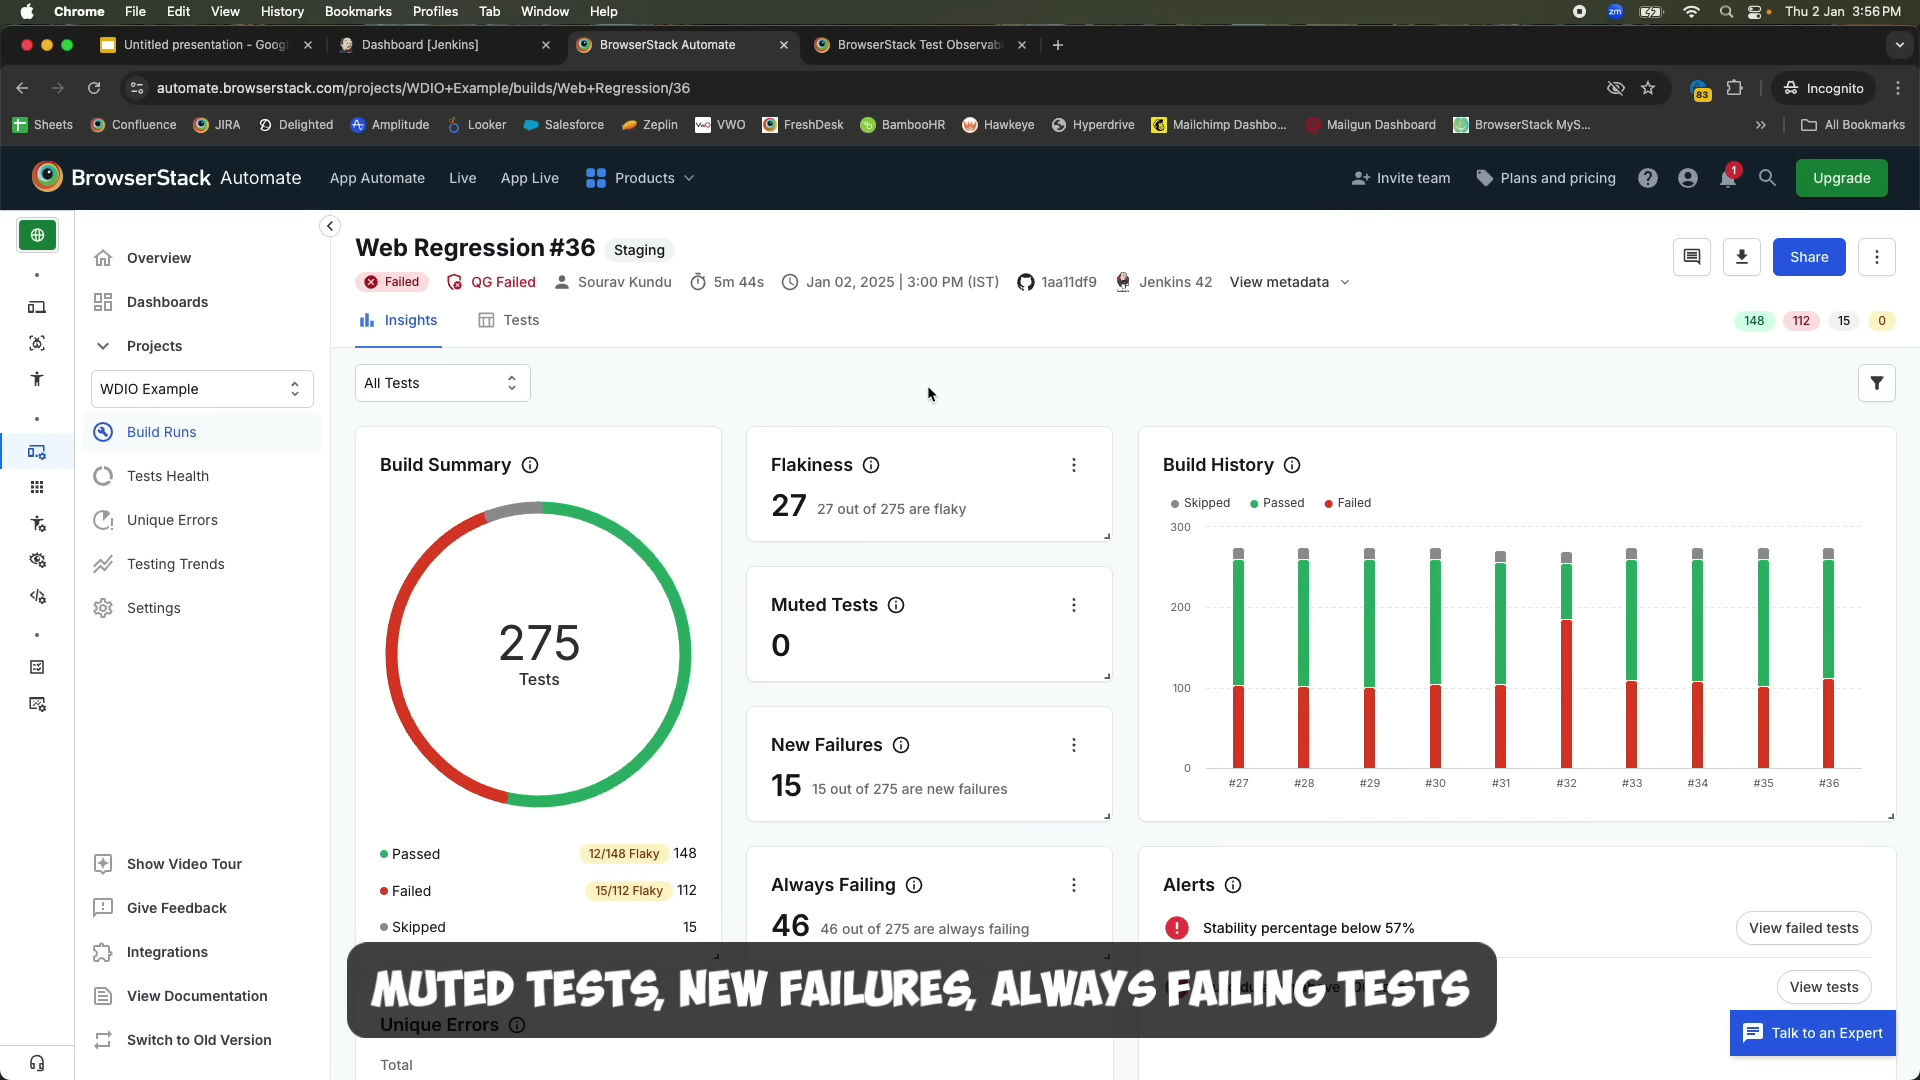 Chrome File Edit View History Bookmarks Profiles Tab Window Help
zm Thu 2 Jan 3:56 PM
Untitled presentation - Goog
Dashboard [Jenkins]
BrowserStack Automate
BrowserStack Test Observab
automate.browserstack.com/projects/WDIO+Example/builds/Web+Regression/36
83
Incognito
Sheets Confluence JIRA Delighted Amplitude Looker Salesforce Zeplin VWO FreshDesk BambooHR Hawkeye Hyperdrive Mailchimp Dashbo... Mailgun Dashboard BrowserStack MyS... » All Bookmarks
BrowserStack Automate App Automate Live App Live Products
Invite team Plans and pricing 1 Upgrade
Overview
Dashboards
Projects
WDIO Example
Build Runs
Tests Health
Unique Errors
Testing Trends
Settings
Show Video Tour
Give Feedback
Integrations
View Documentation
Switch to Old Version
Web Regression #36 Staging
Share
Failed QG Failed Sourav Kundu 5m 44s Jan 02, 2025 | 3:00 PM (IST) 1aa11df9 Jenkins 42 View metadata
Insights Tests
148 112 15 0
All Tests
Build Summary
275
Tests
Passed 12/148 Flaky 148
Failed 15/112 Flaky 112
Skipped 15
Flakiness
27 27 out of 275 are flaky
Muted Tests
0
New Failures
15 15 out of 275 are new failures
Always Failing
46 46 out of 275 are always failing
Build History
Skipped Passed Failed
300
200
100
0
#27 #28 #29 #30 #31 #32 #33 #34 #35 #36
Alerts
Stability percentage below 57% View failed tests
View tests
MUTED TESTS, NEW FAILURES, ALWAYS FAILING TESTS
Unique Errors
Total
Talk to an Expert